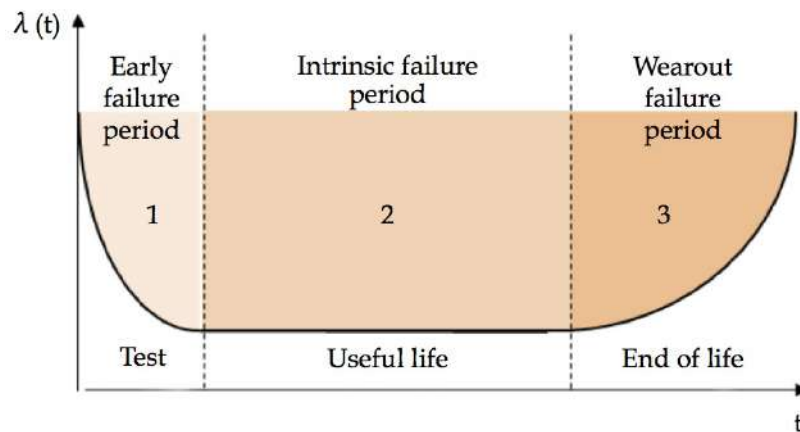 λ (t)
Early
failure
period
Intrinsic failure
period
Wearout
failure
period
1
2
3
Test
Useful life
End of life
t